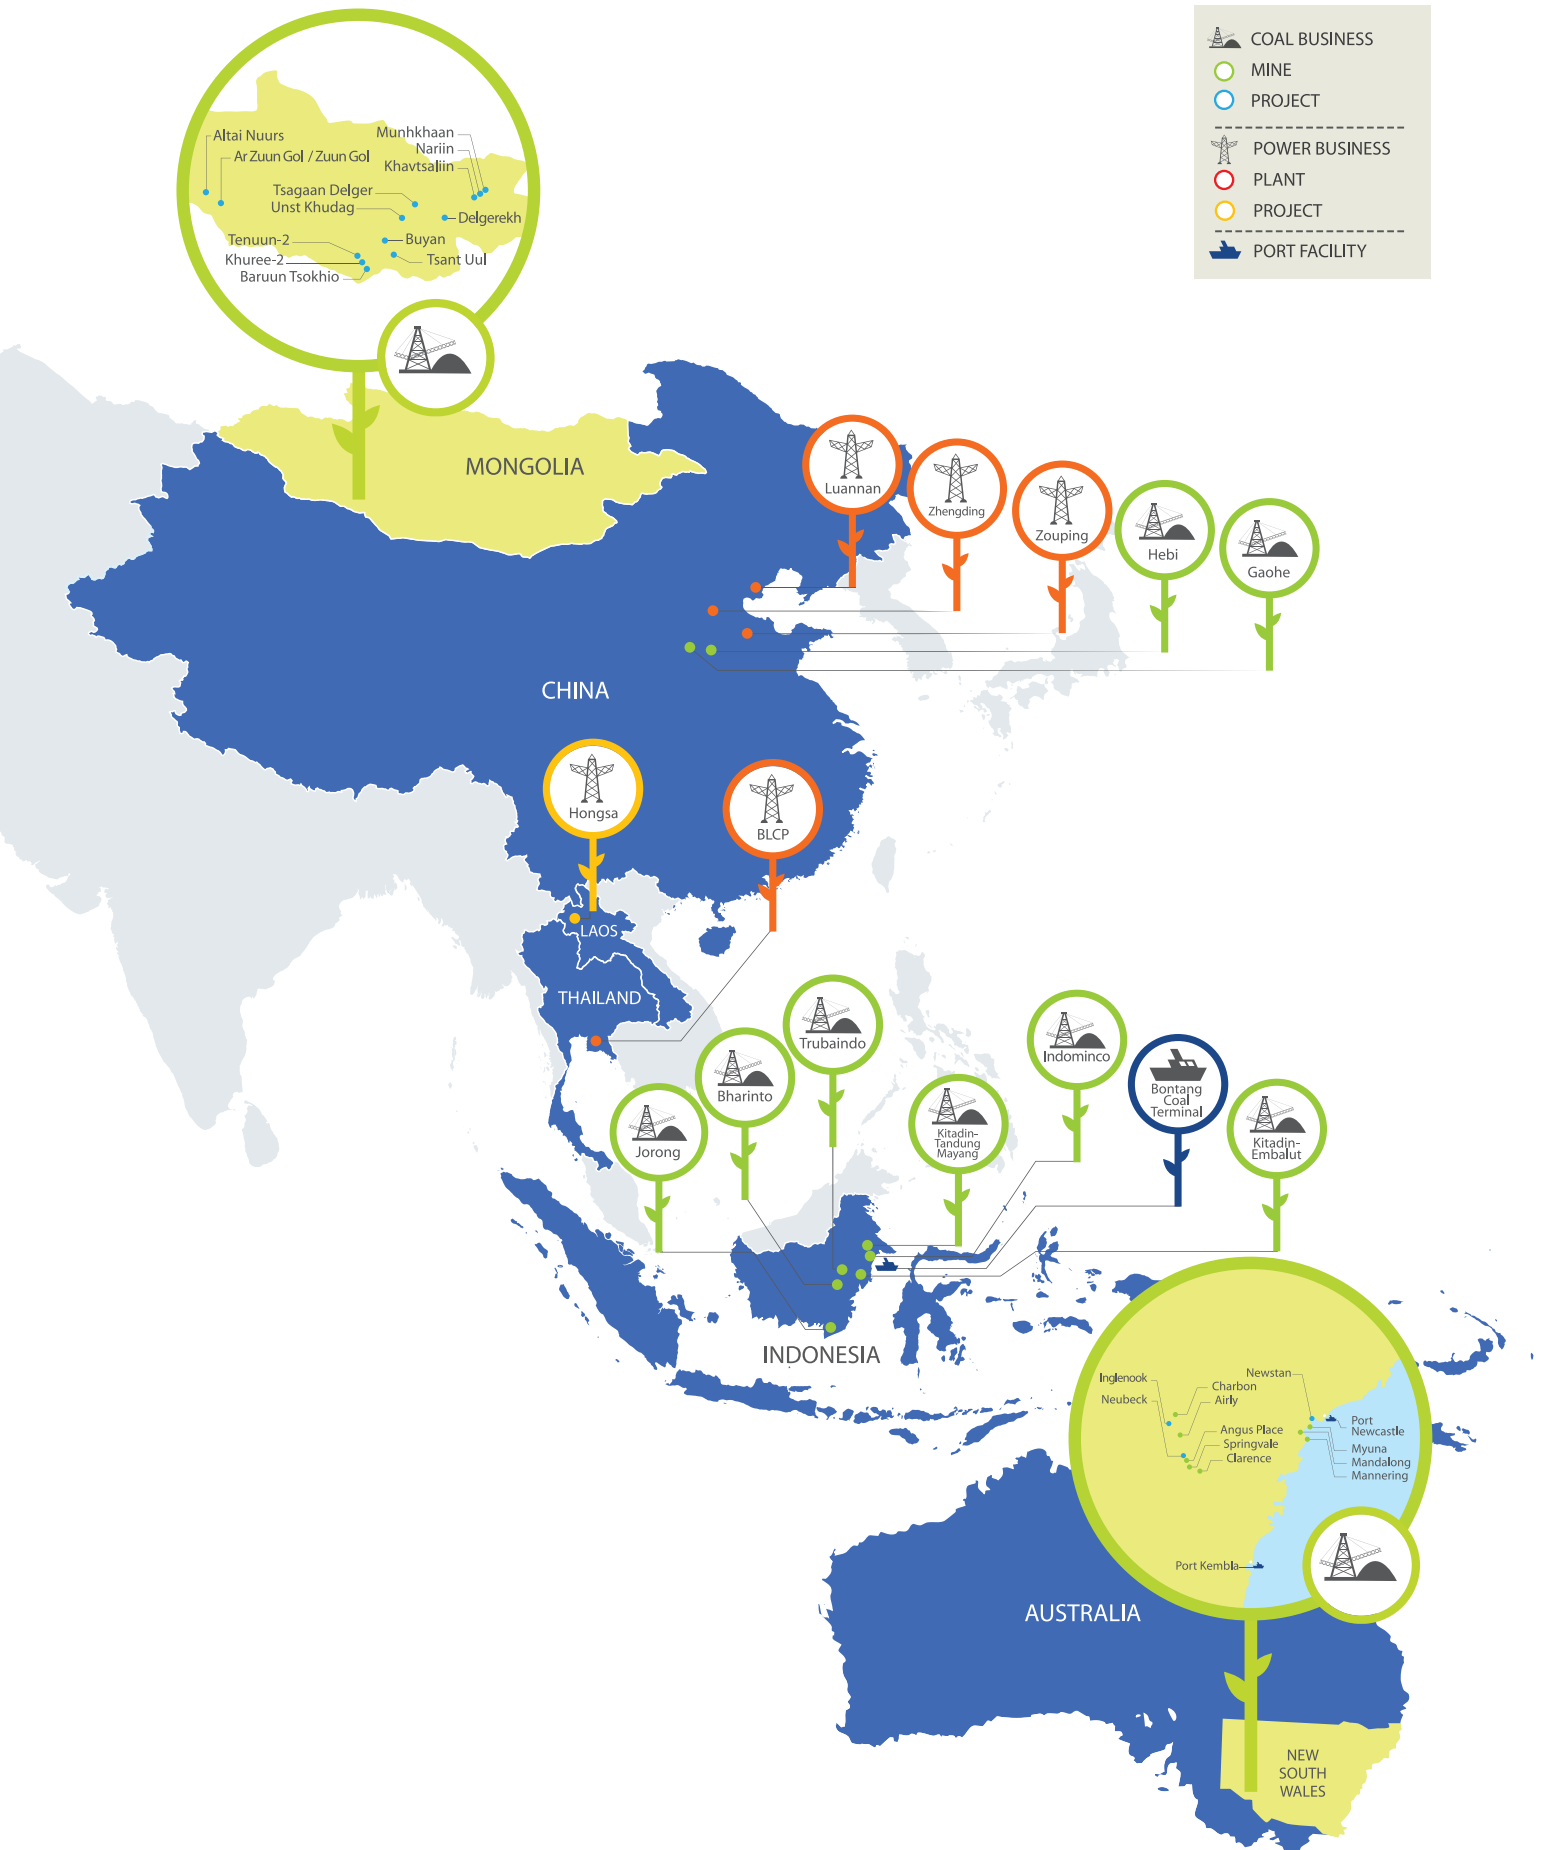 COAL BUSINESS
MINE
PROJECT
POWER BUSINESS
PLANT
PROJECT
PORT FACILITY
Altai Nuurs
Ar Zuun Gol / Zuun Gol
Munhkhaan
Nariin
Khavtsaliin
Tsagaan Delger
Unst Khudag
Delgerekh
Tenuun-2
Buyan
Khuree-2
Tsant Uul
Baruun Tsokhio
MONGOLIA
Luannan
Zhengding
Zouping
Hebi
Gaohe
CHINA
Hongsa
BLCP
LAOS
THAILAND
Trubaindo
Indominco
Bharinto
Bontang
Coal
Terminal
Jorong
Kitadin-
Tandung
Mayang
Kitadin-
Embalut
INDONESIA
Inglenook
Neubeck
Charbon
Airly
Newstan
Angus Place
Springvale
Clarence
Port
Newcastle
Myuna
Mandalong
Mannering
Port Kembla
AUSTRALIA
NEW
SOUTH
WALES